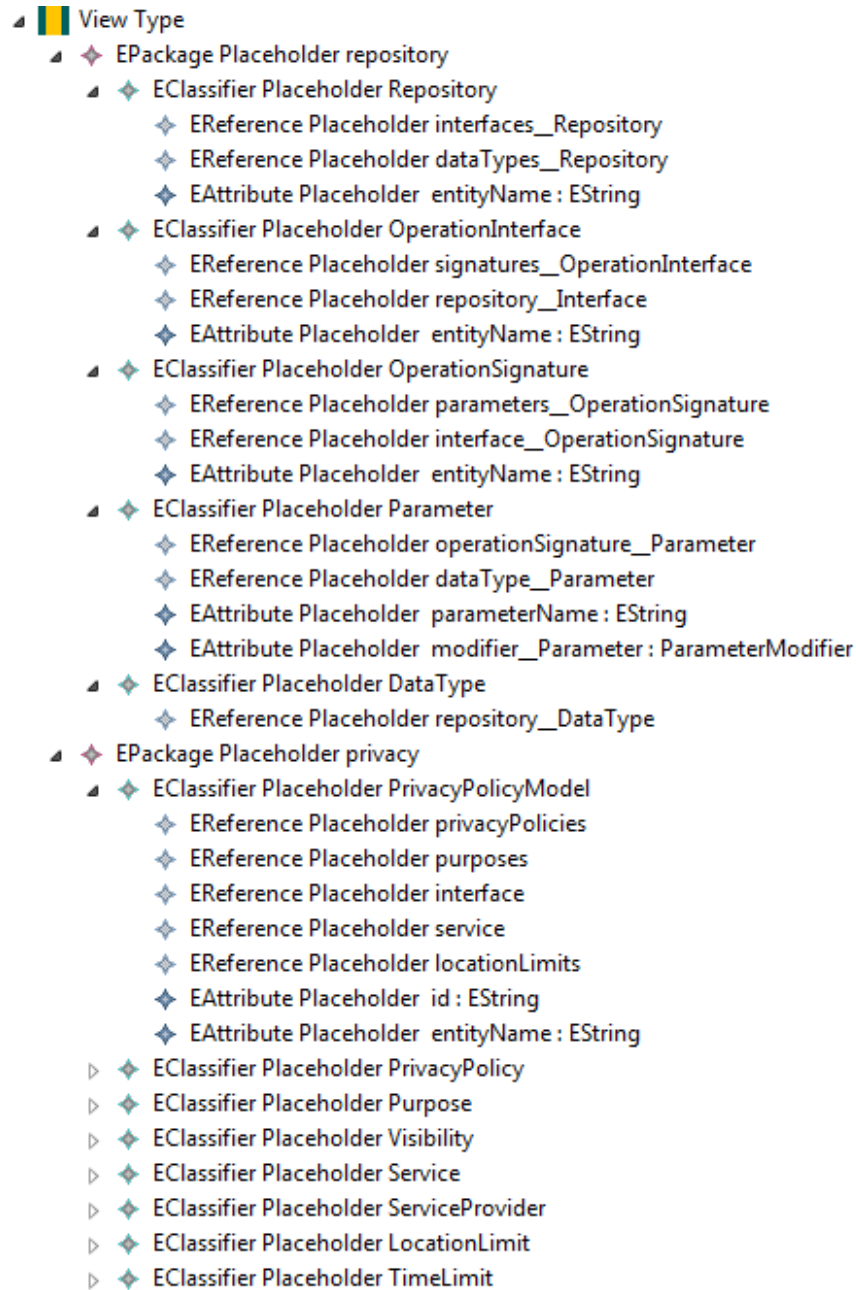 View Type
EPackage Placeholder repository
EClassifier Placeholder Repository
EReference Placeholder interfaces__Repository
EReference Placeholder dataTypes__Repository
EAttribute Placeholder entityName : EString
EClassifier Placeholder OperationInterface
EReference Placeholder signatures__OperationInterface
EReference Placeholder repository__Interface
EAttribute Placeholder entityName : EString
EClassifier Placeholder OperationSignature
EReference Placeholder parameters__OperationSignature
EReference Placeholder interface__OperationSignature
EAttribute Placeholder entityName : EString
EClassifier Placeholder Parameter
EReference Placeholder operationSignature__Parameter
EReference Placeholder dataType__Parameter
EAttribute Placeholder parameterName : EString
EAttribute Placeholder modifier__Parameter : ParameterModifier
EClassifier Placeholder DataType
EReference Placeholder repository__DataType
EPackage Placeholder privacy
EClassifier Placeholder PrivacyPolicyModel
EReference Placeholder privacyPolicies
EReference Placeholder purposes
EReference Placeholder interface
EReference Placeholder service
EReference Placeholder locationLimits
EAttribute Placeholder id : EString
EAttribute Placeholder entityName : EString
EClassifier Placeholder PrivacyPolicy
EClassifier Placeholder Purpose
EClassifier Placeholder Visibility
EClassifier Placeholder Service
EClassifier Placeholder ServiceProvider
EClassifier Placeholder LocationLimit
EClassifier Placeholder TimeLimit